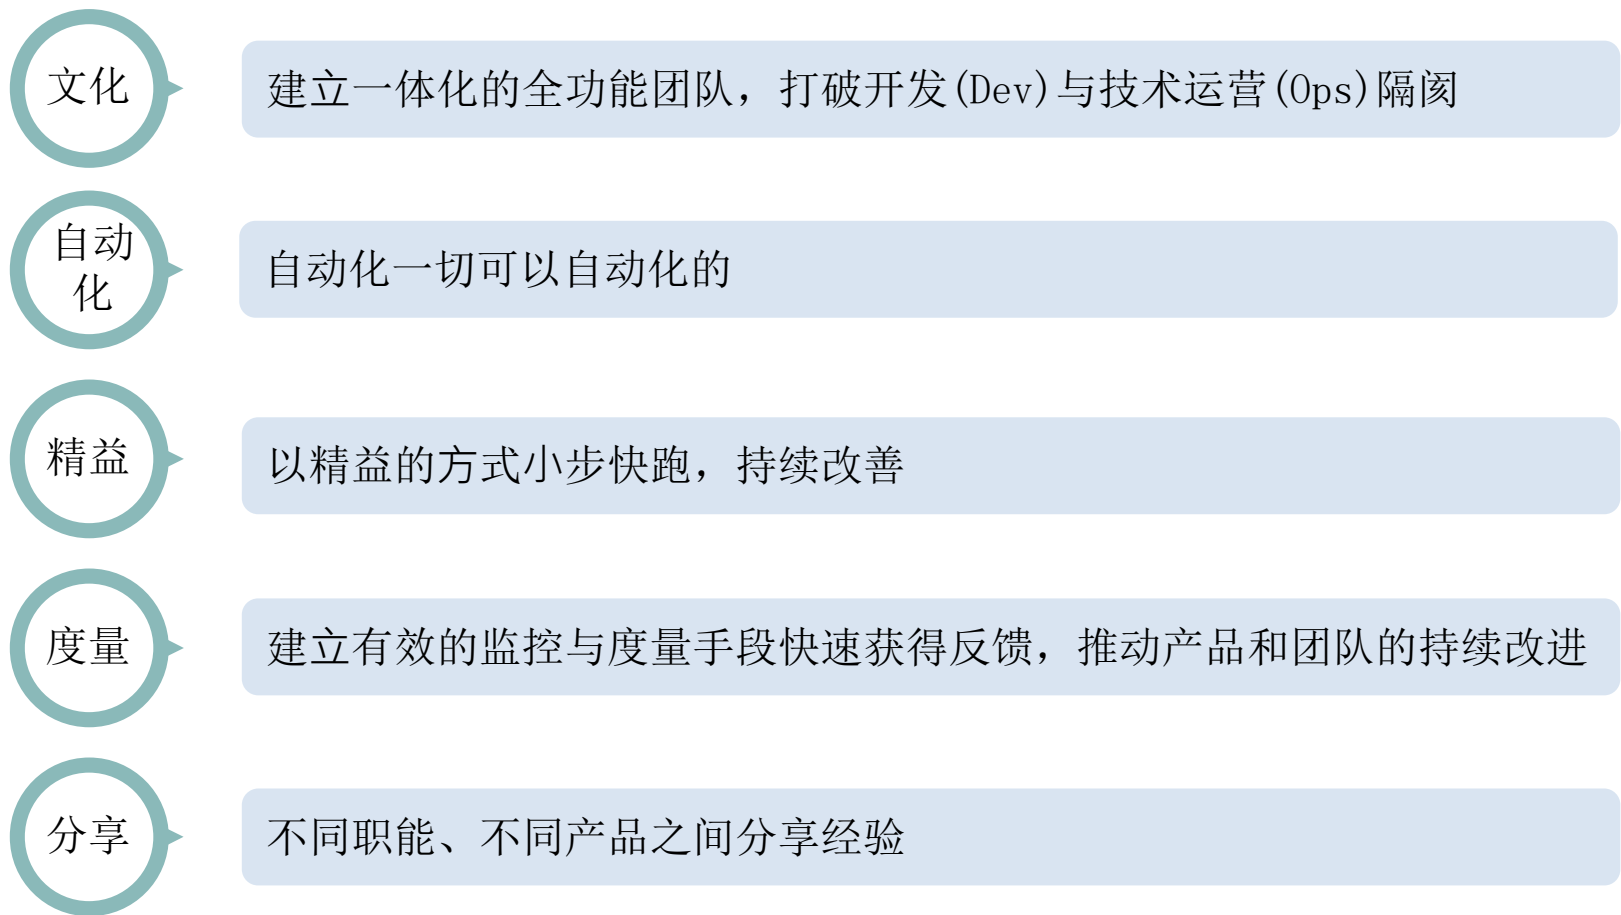 文化
建立一体化的全功能团队，打破开发(Dev)与技术运营(Ops)隔阂
自动
化
自动化一切可以自动化的
精益
以精益的方式小步快跑，持续改善
度量
建立有效的监控与度量手段快速获得反馈，推动产品和团队的持续改进
分享
不同职能、不同产品之间分享经验